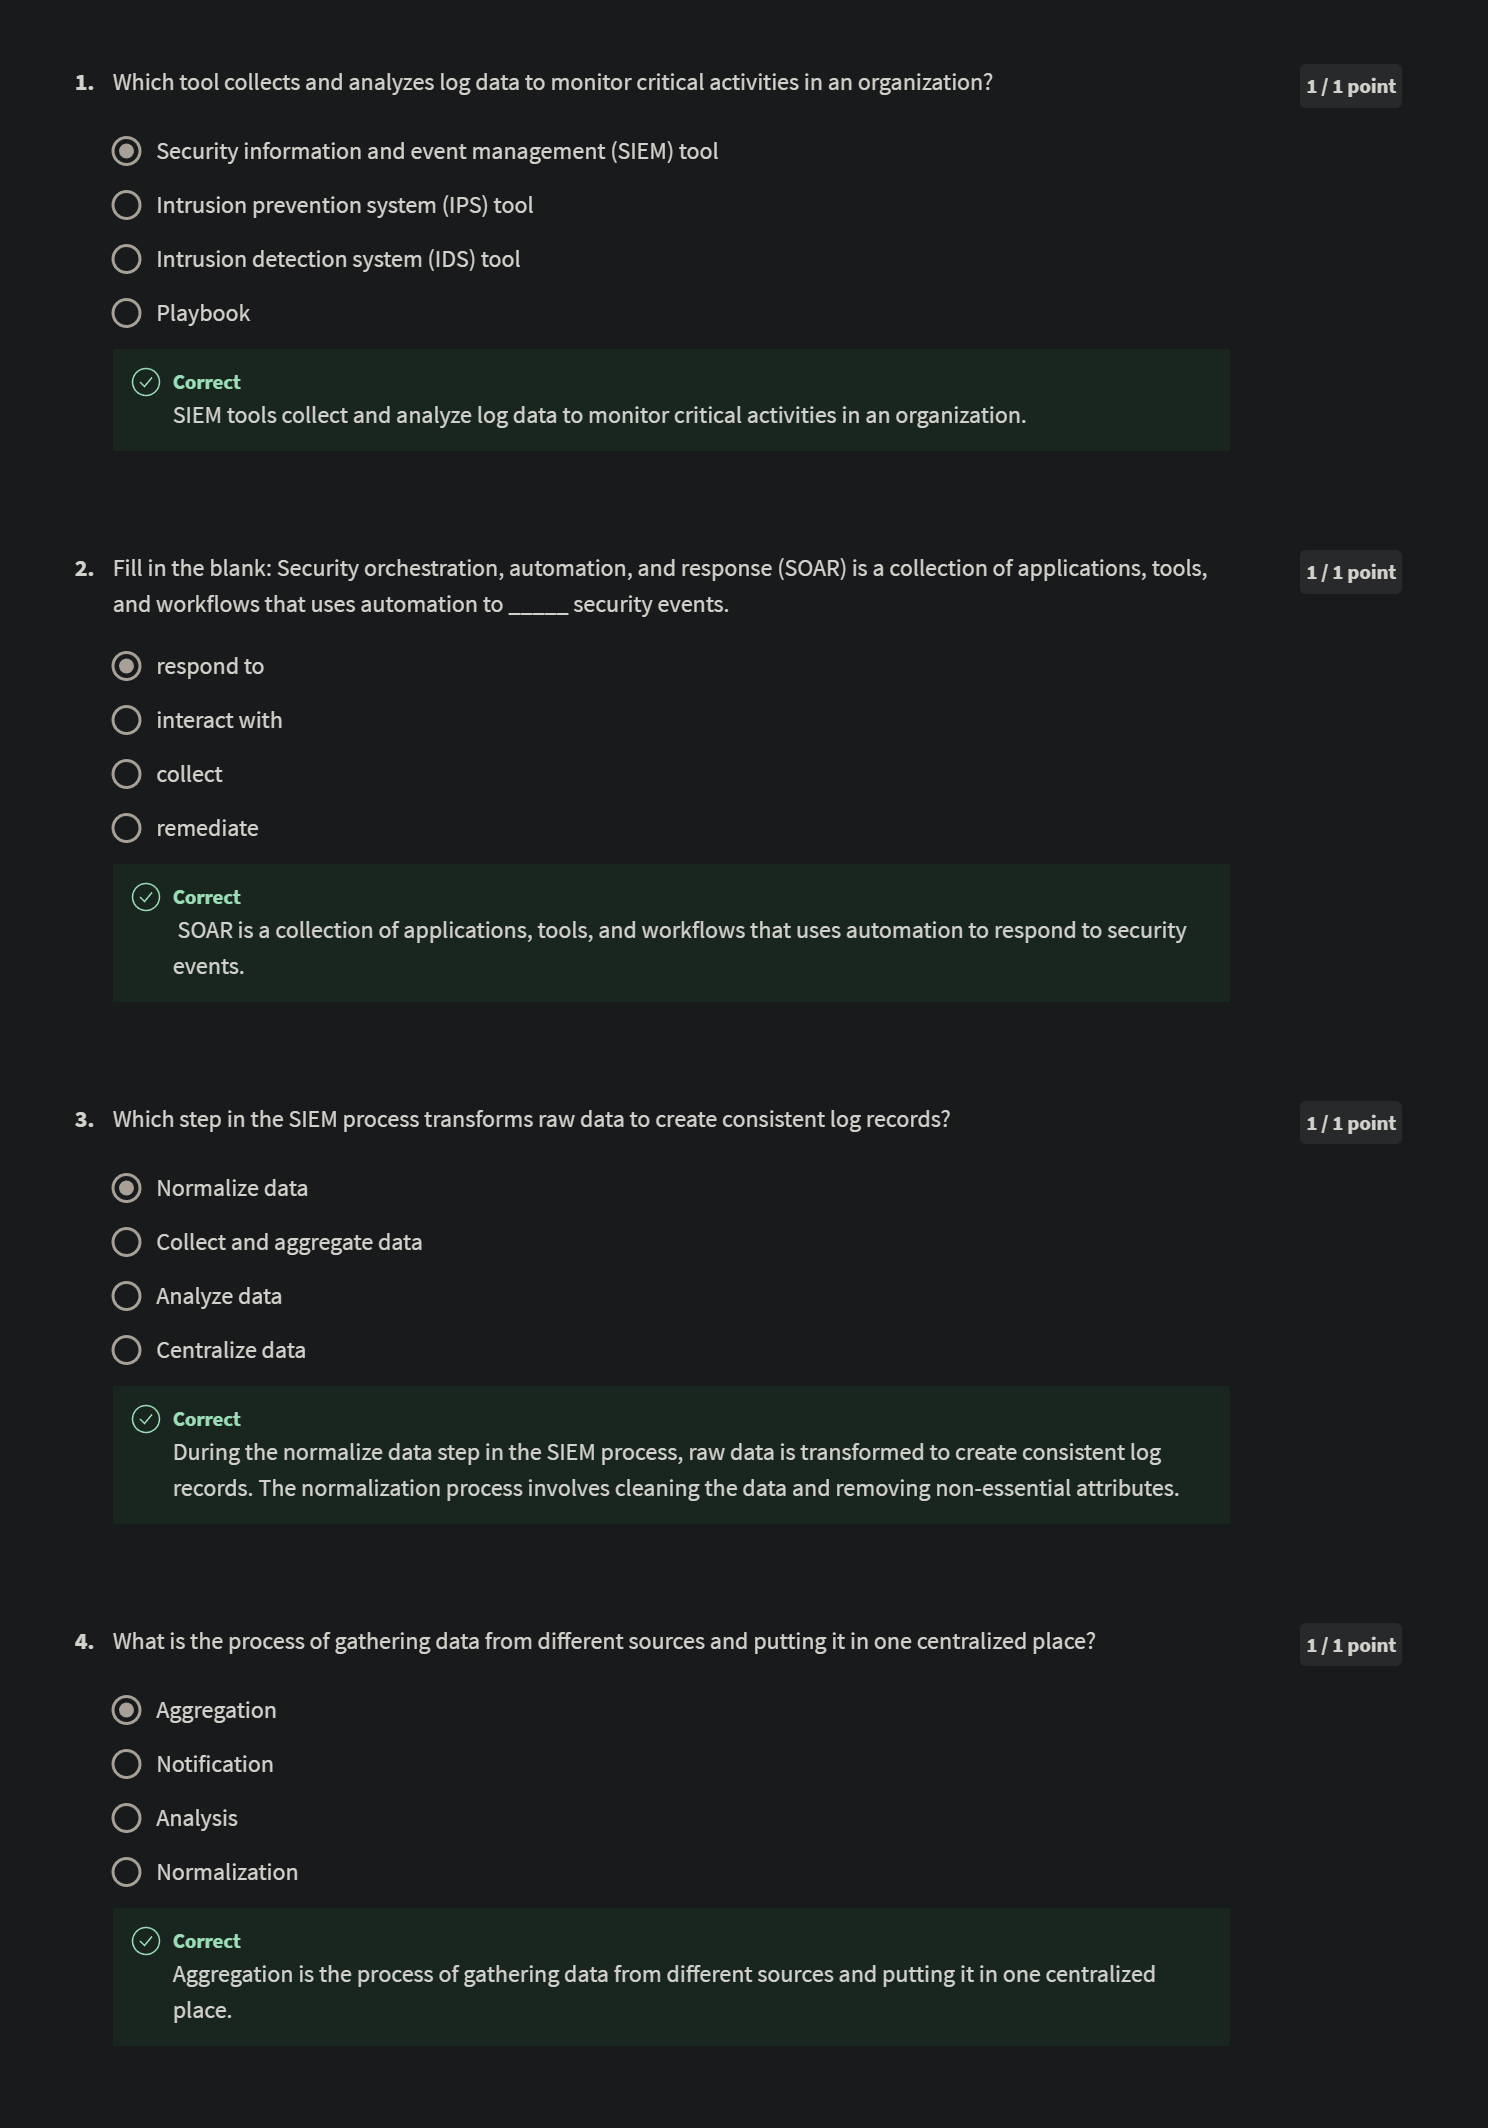 1. Which tool collects and analyzes log data to monitor critical activities in an organization?
1 / 1 point
Security information and event management (SIEM) tool
Intrusion prevention system (IPS) tool
Intrusion detection system (IDS) tool
Playbook
Correct
SIEM tools collect and analyze log data to monitor critical activities in an organization.
2. Fill in the blank: Security orchestration, automation, and response (SOAR) is a collection of applications, tools,
and workflows that uses automation to _____ security events.
1 / 1 point
respond to
interact with
collect
remediate
Correct
SOAR is a collection of applications, tools, and workflows that uses automation to respond to security
events.
3. Which step in the SIEM process transforms raw data to create consistent log records?
1 / 1 point
Normalize data
Collect and aggregate data
Analyze data
Centralize data
Correct
During the normalize data step in the SIEM process, raw data is transformed to create consistent log
records. The normalization process involves cleaning the data and removing non-essential attributes.
4. What is the process of gathering data from different sources and putting it in one centralized place?
1 / 1 point
Aggregation
Notification
Analysis
Normalization
Correct
Aggregation is the process of gathering data from different sources and putting it in one centralized
place.